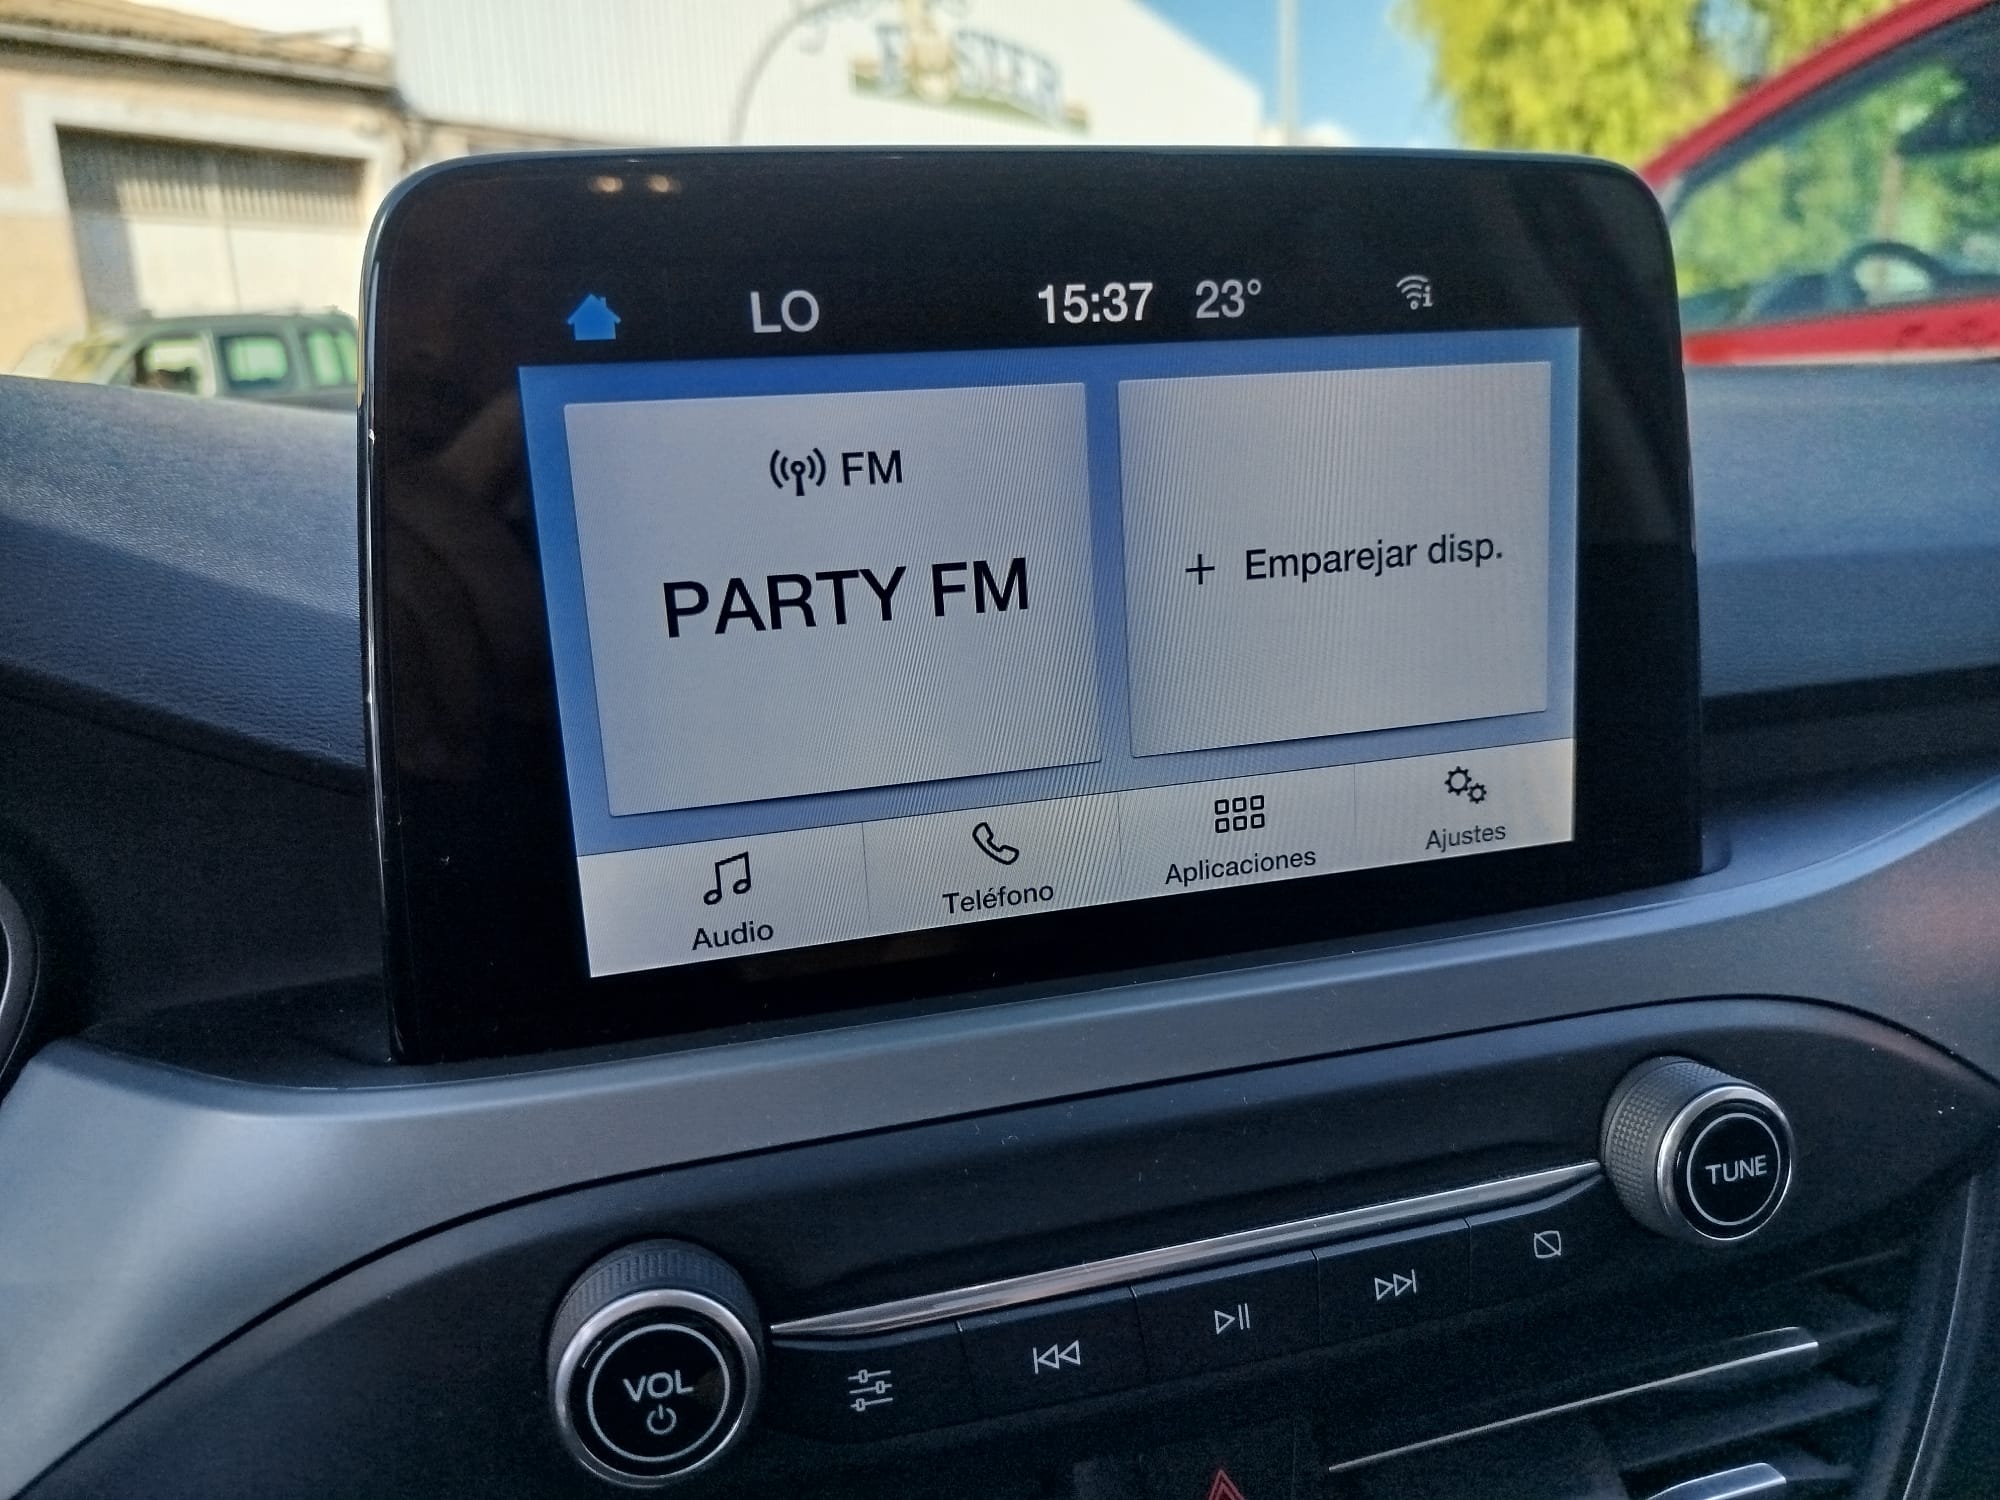 LO 15:37 23°
FM
PARTY FM
+ Emparejar disp.
Audio
Teléfono
Aplicaciones
Ajustes
TUNE
VOL